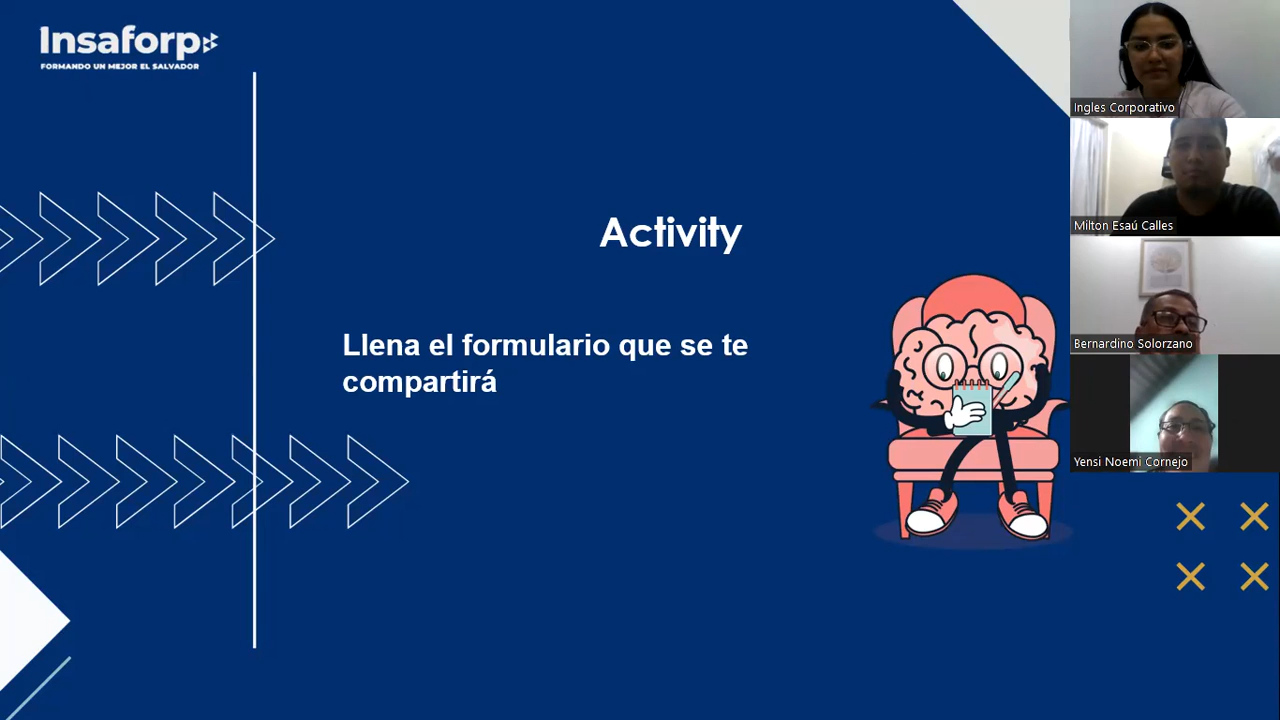 Insaforp
FORMANDO UN MEJOR EL SALVADOR
Activity
Llena el formulario que se te
compartirá
Ingles Corporativo
Milton Esaú Calles
Bernardino Solorzano
Yensi Noemi Cornejo